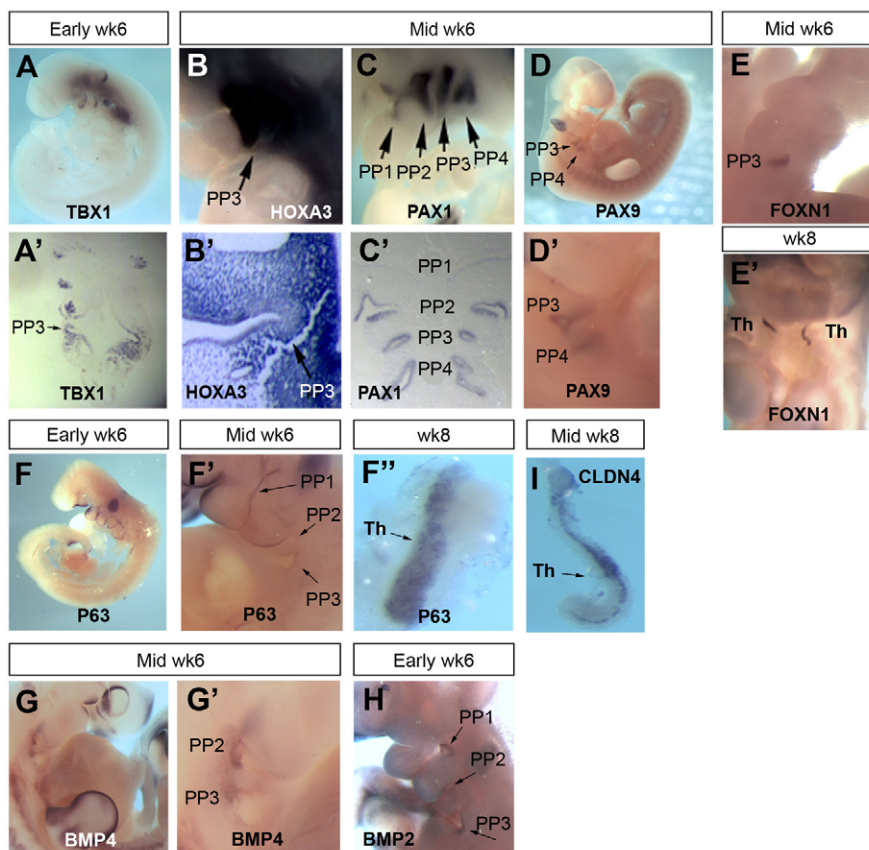 Early wk6
Mid wk6
Mid wk6
A
TBX1
B
PP3
HOXA3
C
PP1
PP2
PP3
PP4
PAX1
D
PP3
PP4
PAX9
E
PP3
FOXN1
wk8
A'
PP3
TBX1
B'
HOXA3
PP3
C'
PP1
PP2
PP3
PP4
PAX1
D'
PP3
PP4
PAX9
E'
Th
Th
FOXN1
Early wk6
Mid wk6
wk8
Mid wk8
F
P63
F'
PP1
PP2
PP3
P63
F"
Th
P63
I
CLDN4
Th
Mid wk6
Early wk6
G
BMP4
G'
PP2
PP3
BMP4
H
PP1
PP2
PP3
BMP2